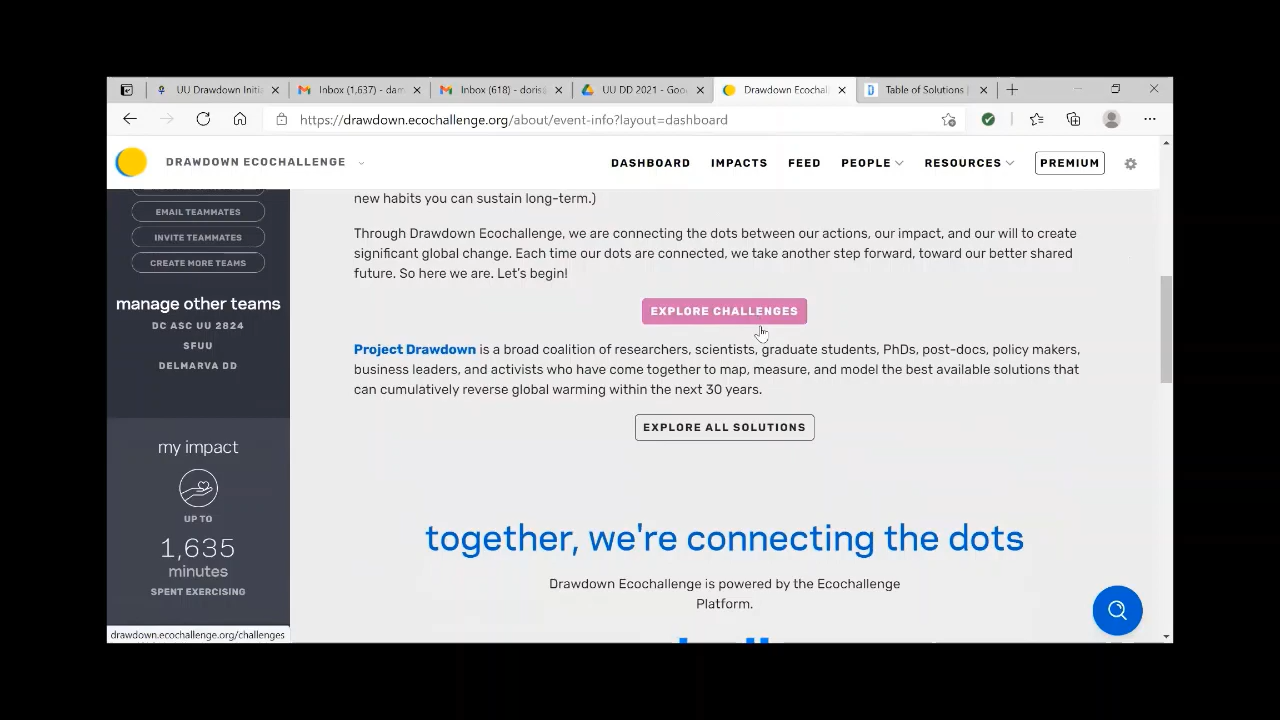 UU Drawdown Initia
Inbox (1,637) - dam
Inbox (618) - doris
UU DD 2021 - Goo
Drawdown Ecochal
Table of Solutions |
https://drawdown.ecochallenge.org/about/event-info?layout=dashboard
DRAWDOWN ECOCHALLENGE
DASHBOARD
IMPACTS
FEED
PEOPLE
RESOURCES
PREMIUM
EMAIL TEAMMATES
INVITE TEAMMATES
CREATE MORE TEAMS
manage other teams
DC ASC UU 2824
SFUU
DELMARVA DD
my impact
UP TO
1,635
minutes
SPENT EXERCISING
drawdown.ecochallenge.org/challenges
new habits you can sustain long-term.)
Through Drawdown Ecochallenge, we are connecting the dots between our actions, our impact, and our will to create
significant global change. Each time our dots are connected, we take another step forward, toward our better shared
future. So here we are. Let's begin!
EXPLORE CHALLENGES
Project Drawdown is a broad coalition of researchers, scientists, graduate students, PhDs, post-docs, policy makers,
business leaders, and activists who have come together to map, measure, and model the best available solutions that
can cumulatively reverse global warming within the next 30 years.
EXPLORE ALL SOLUTIONS
together, we're connecting the dots
Drawdown Ecochallenge is powered by the Ecochallenge
Platform.